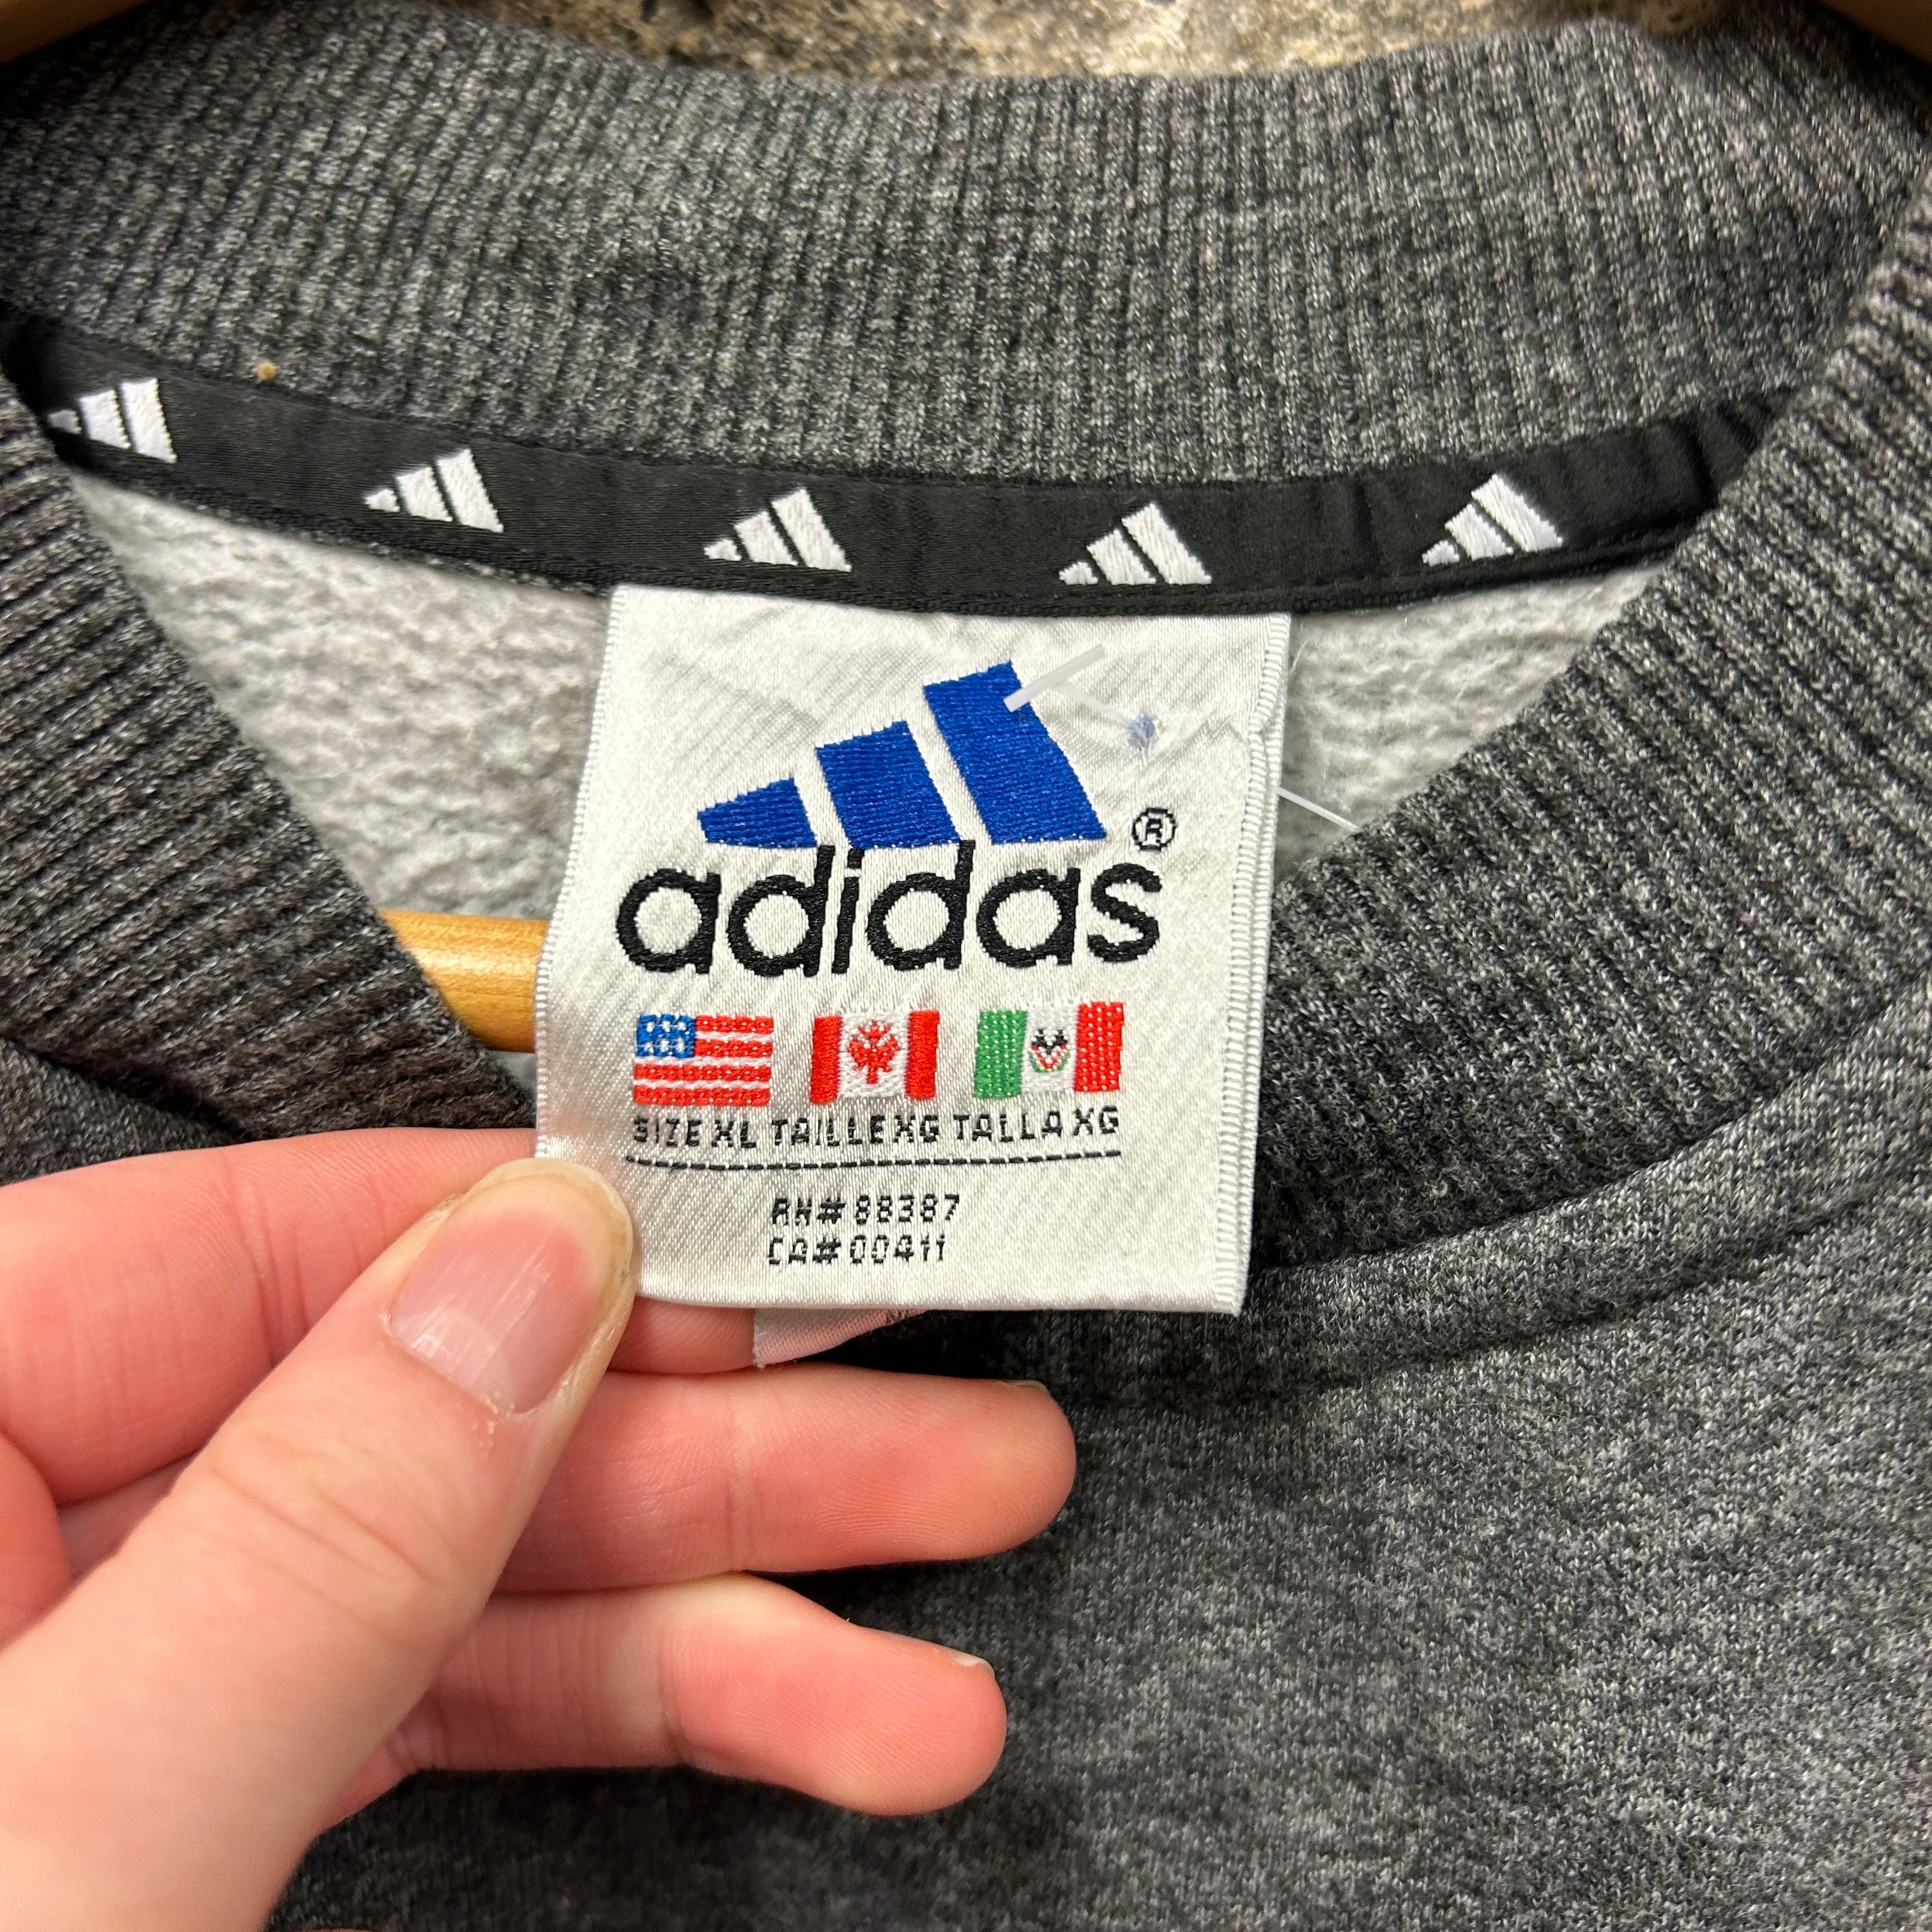 adidas®
SIZE XL TAILLE XG TALLA XG
RN# 88387
CA# 00411